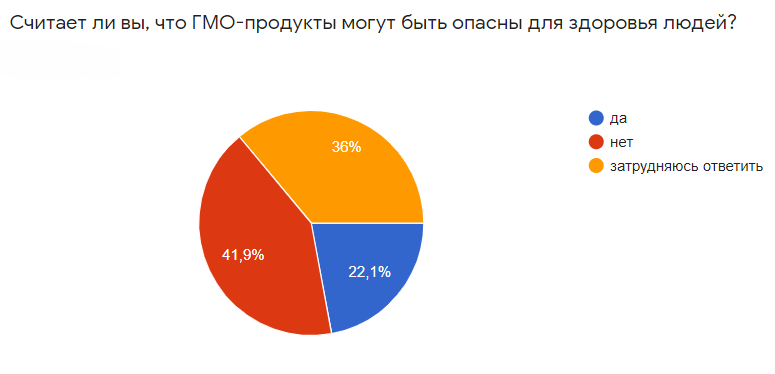 Считает ли вы, что ГМО-продукты могут быть опасны для здоровья людей?
да
нет
затрудняюсь ответить
36%
41,9%
22,1%